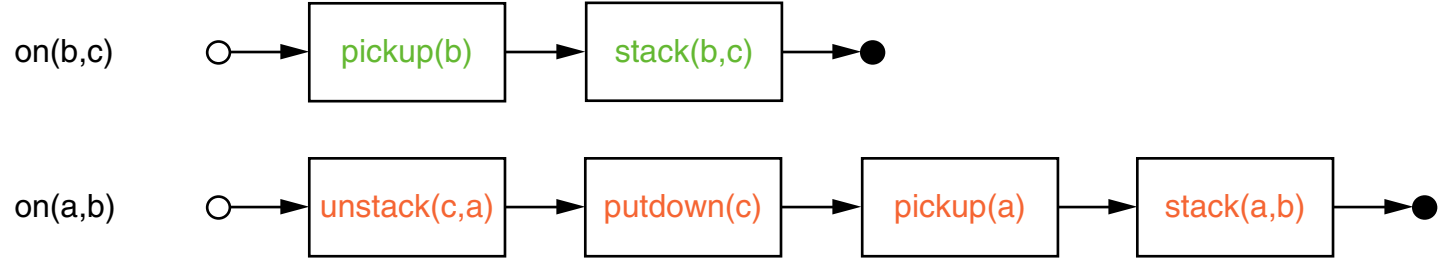 on(b,c) pickup(b) stack(b,c)
on(a,b) unstack(c,a) putdown(c) pickup(a) stack(a,b)